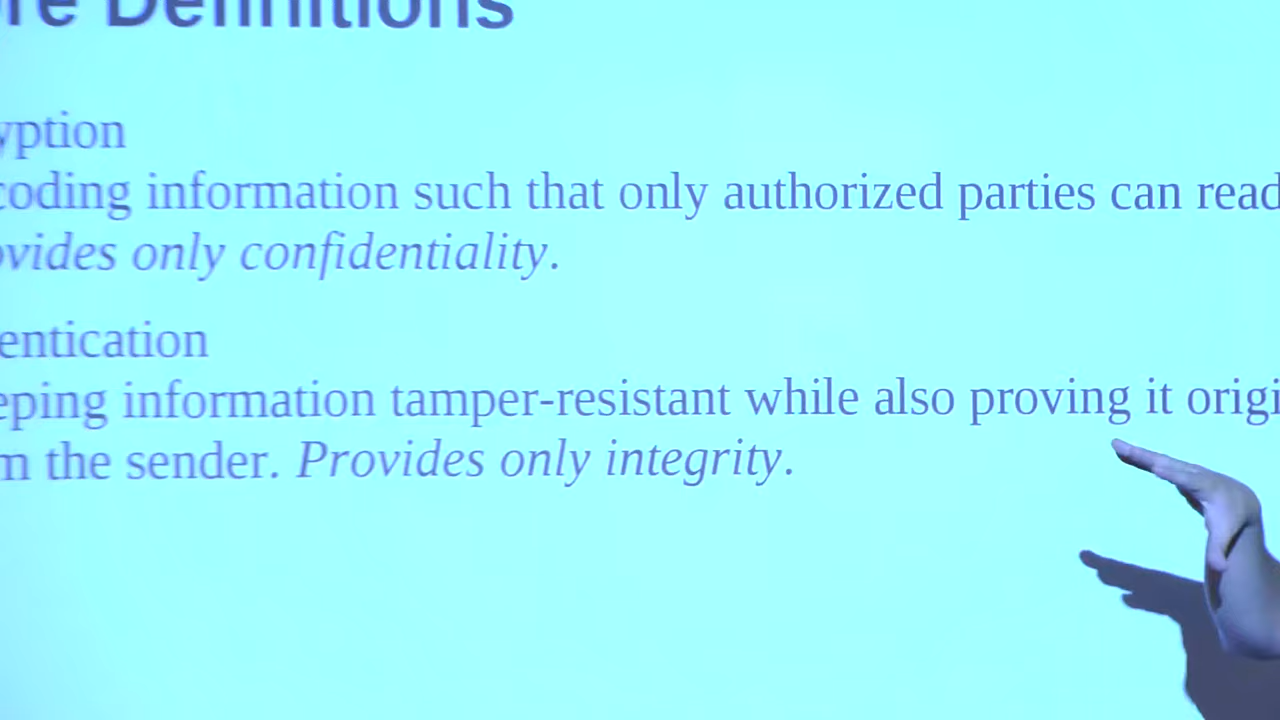 re Definitions
yption
coding information such that only authorized parties can read
ovides only confidentiality.
entication
eping information tamper-resistant while also proving it origi
m the sender. Provides only integrity.